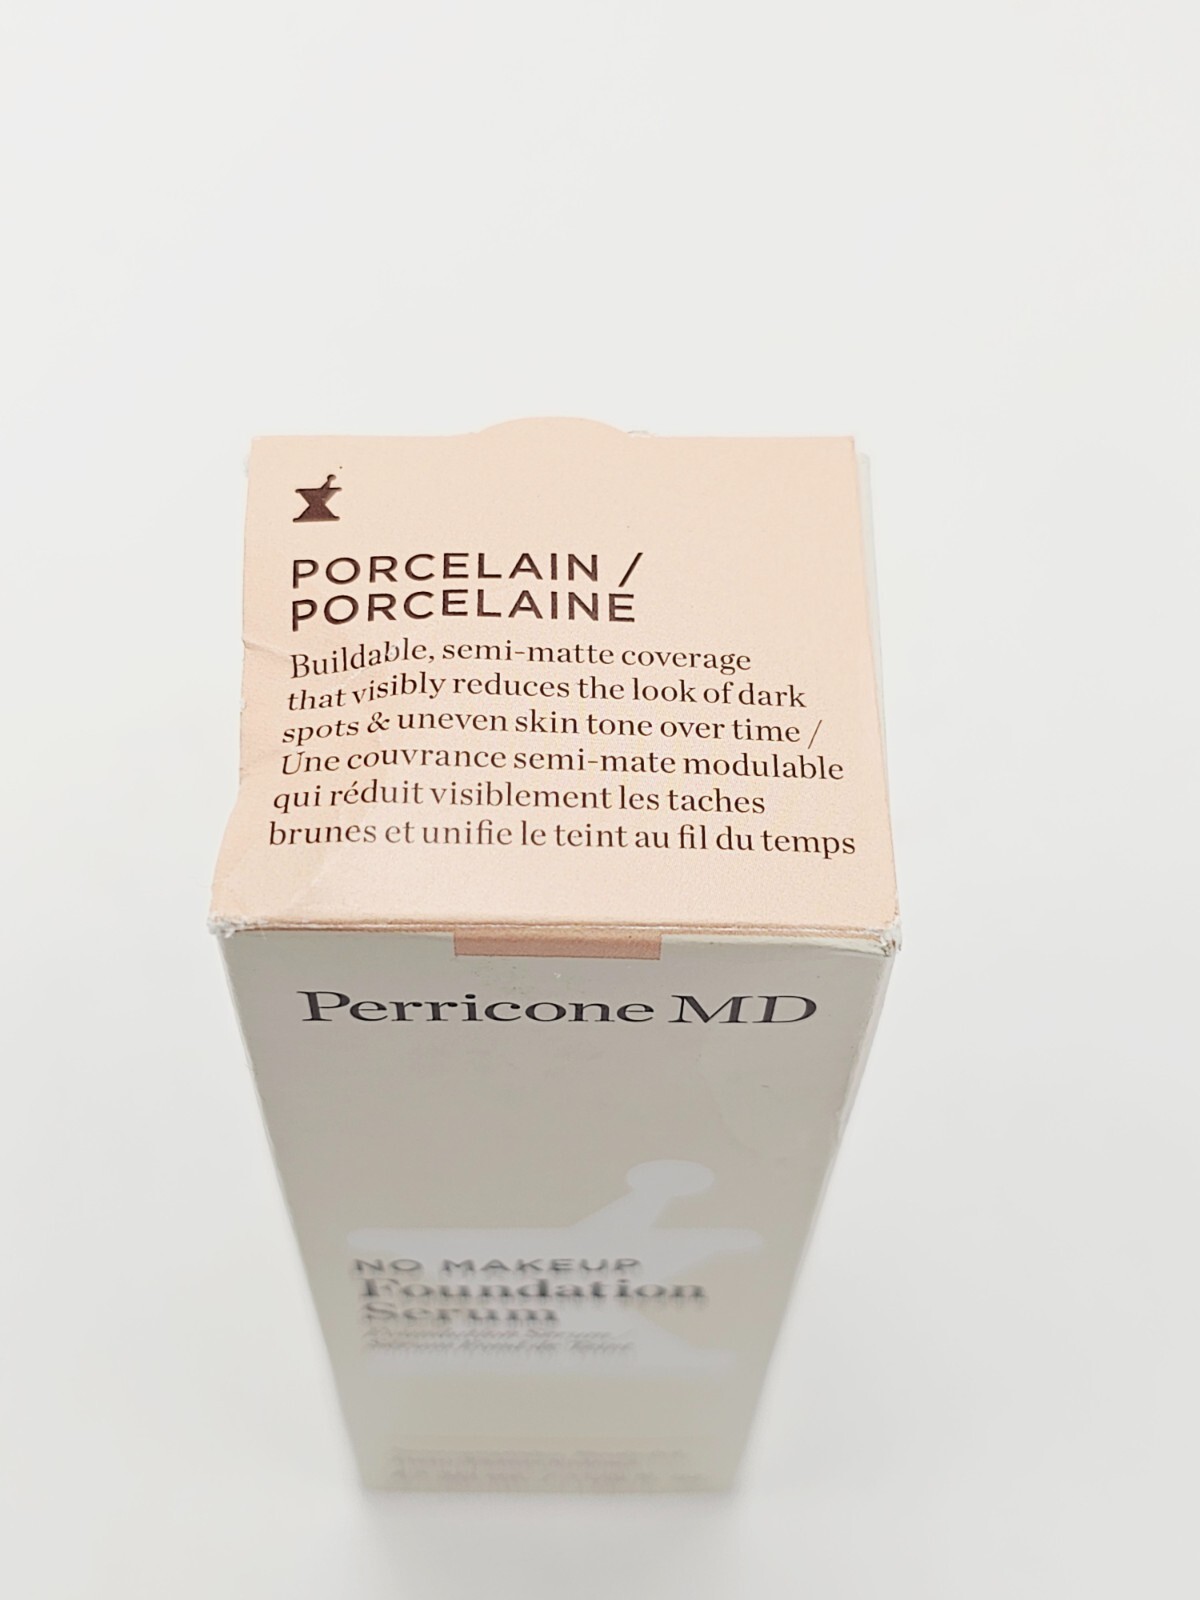 PORCELAIN /
PORCELAINE
Buildable, semi-matte coverage
that visibly reduces the look of dark
spots & uneven skin tone over time /
Une couvrance semi-mate modulable
qui réduit visiblement les taches
brunes et unifie le teint au fil du temps
Perricone MD
NO MAKEUP
Foundation
Serum